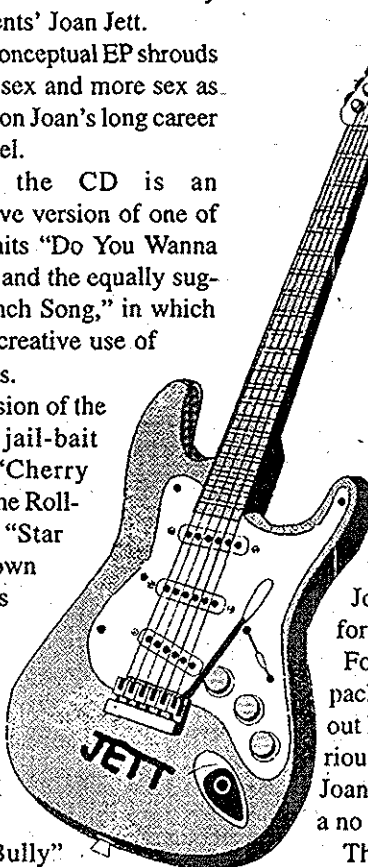 ents' Joan Jett.
onceptual EP shrouds
sex and more sex as
on Joan's long career
el.
the CD is an
ve version of one of
nits "Do You Wanna
and the equally sug-
nch Song," in which
creative use of
s.
sion of the
jail-bait
"Cherry
ne Roll-
"Star
own
s
JETT
Bully"
Jo
for
Fo
pac
out
riou
Joan
a no
Th